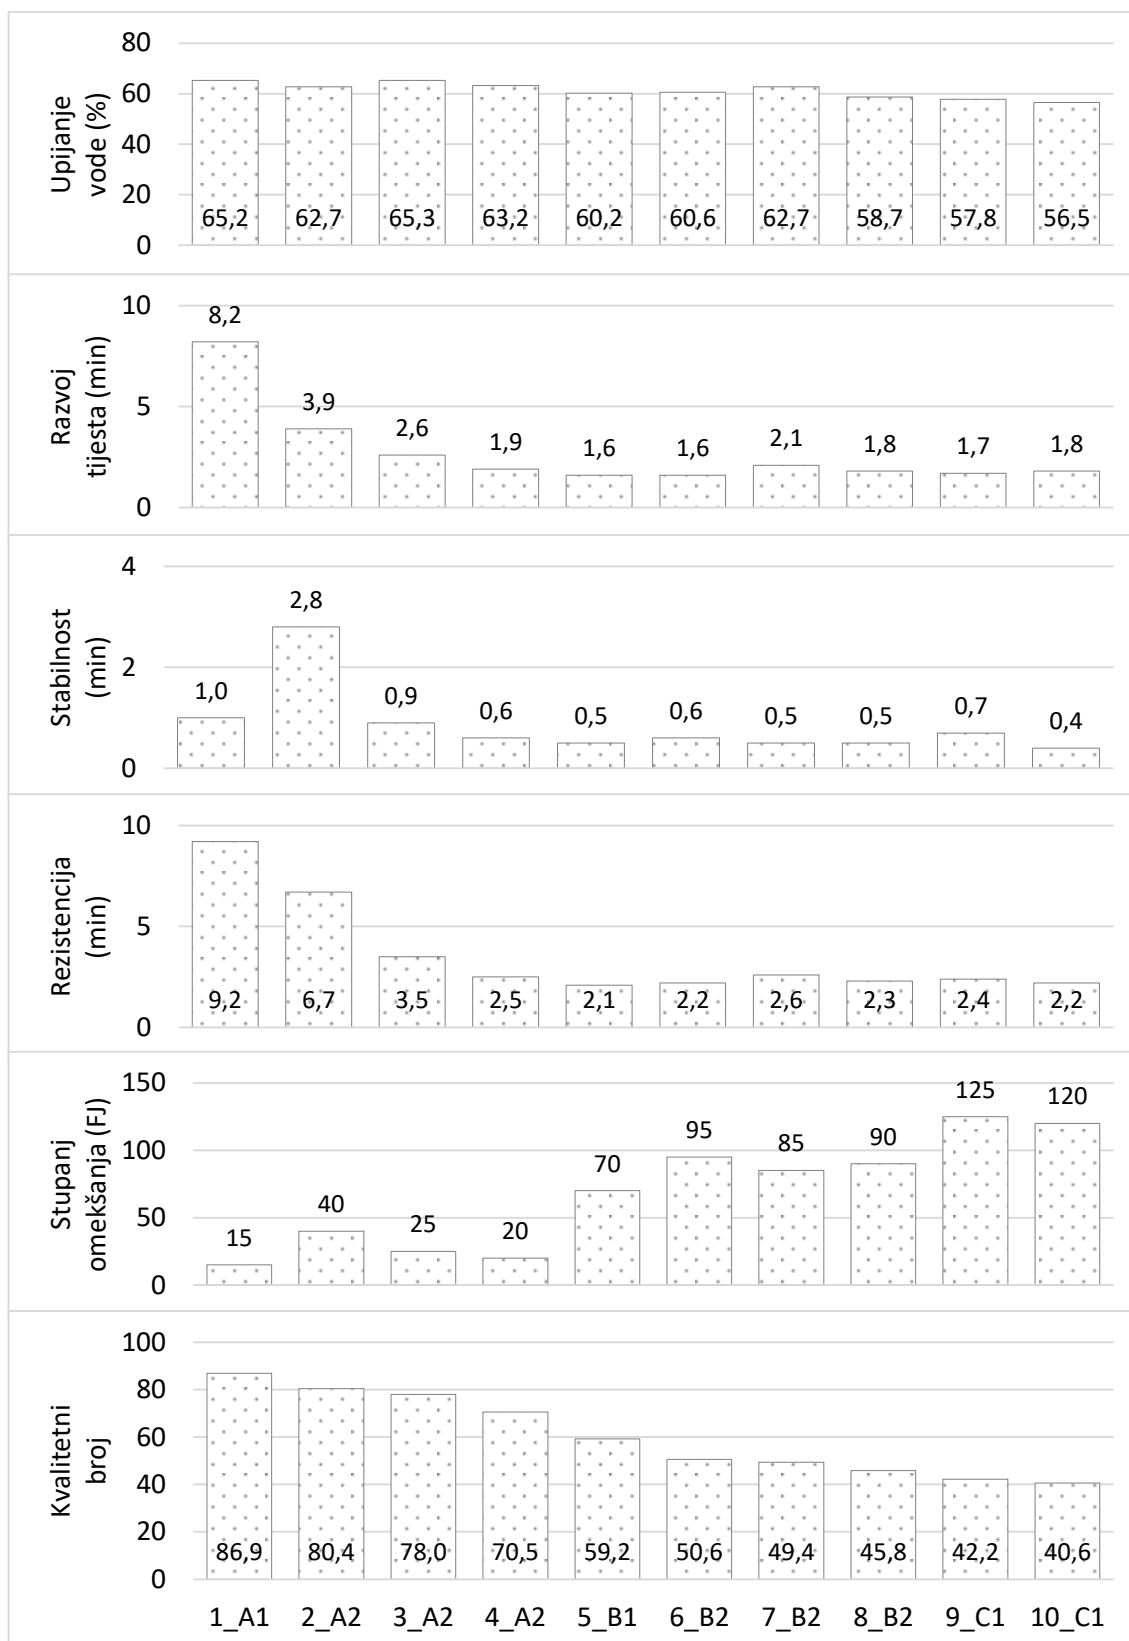 Upijanje
vode (%)
80
60
40
20
0
65,2 62,7 65,3 63,2 60,2 60,6 62,7 58,7 57,8 56,5
Razvoj
tijesta (min)
10
5
0
8,2 3,9 2,6 1,9 1,6 1,6 2,1 1,8 1,7 1,8
Stabilnost
(min)
4
2
0
1,0 2,8 0,9 0,6 0,5 0,6 0,5 0,5 0,7 0,4
Rezistencija
(min)
10
5
0
9,2 6,7 3,5 2,5 2,1 2,2 2,6 2,3 2,4 2,2
Stupanj
omekšanja (FJ)
150
100
50
0
15 40 25 20 70 95 85 90 125 120
Kvalitetni
broj
100
80
60
40
20
0
86,9 80,4 78,0 70,5 59,2 50,6 49,4 45,8 42,2 40,6
1_A1 2_A2 3_A2 4_A2 5_B1 6_B2 7_B2 8_B2 9_C1 10_C1